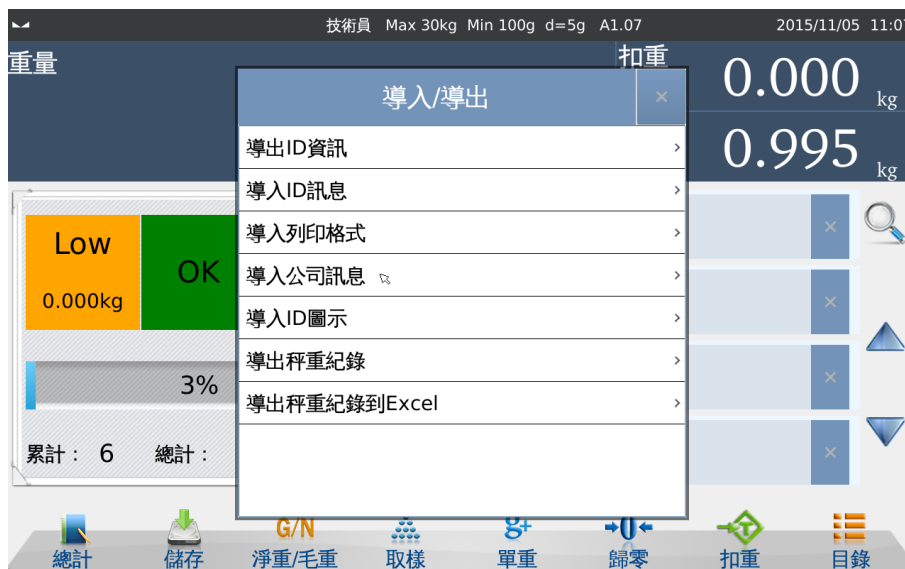 技術員 Max 30kg Min 100g d=5g A1.07 2015/11/05 11:07
重量
扣重
0.000 kg
0.995 kg
導入/導出
導出ID資訊
導入ID訊息
導入列印格式
導入公司訊息
導入ID圖示
導出秤重紀錄
導出秤重紀錄到Excel
Low
0.000kg
OK
3%
累計： 6 總計：
G/N
g+
0
T
總計 儲存 淨重/毛重 取樣 單重 歸零 扣重 目錄